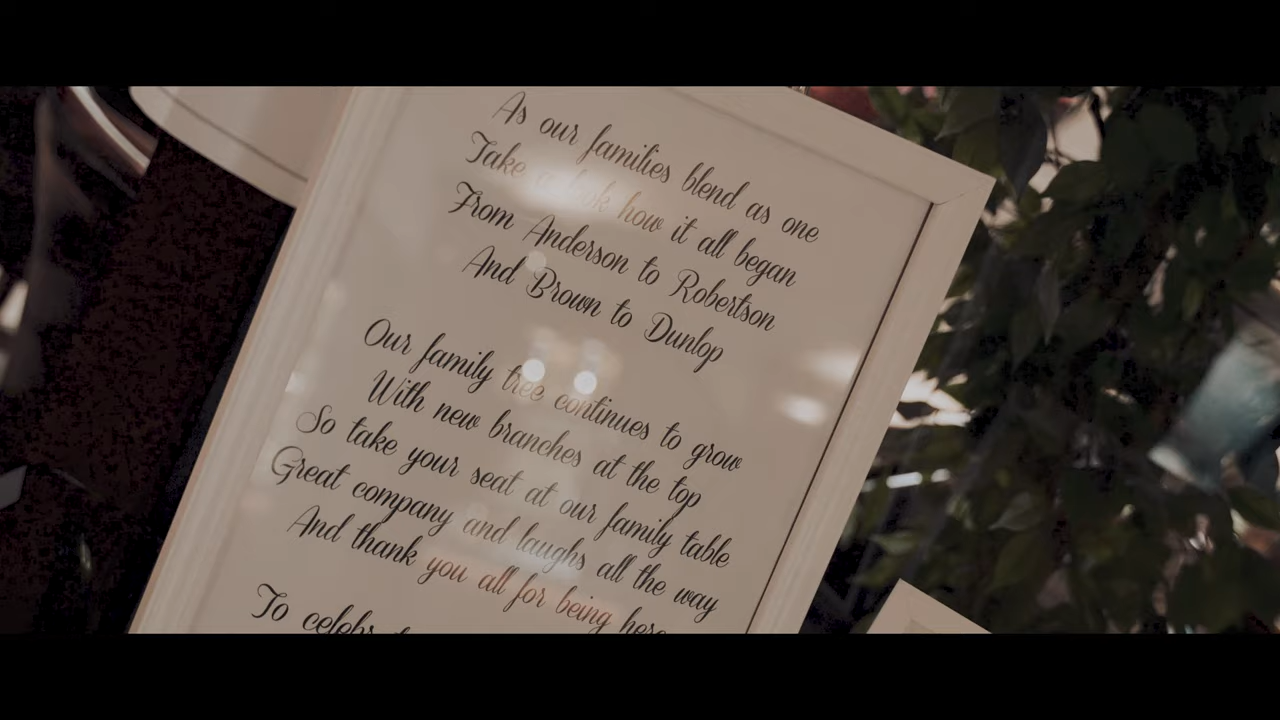 As our families blend as one
Take a look how it all began
From Anderson to Robertson
And Brown to Dunlop
Our family tree continues to grow
With new branches at the top
So take your seat at our family table
Great company and laughs all the way
And thank you all for being here
To